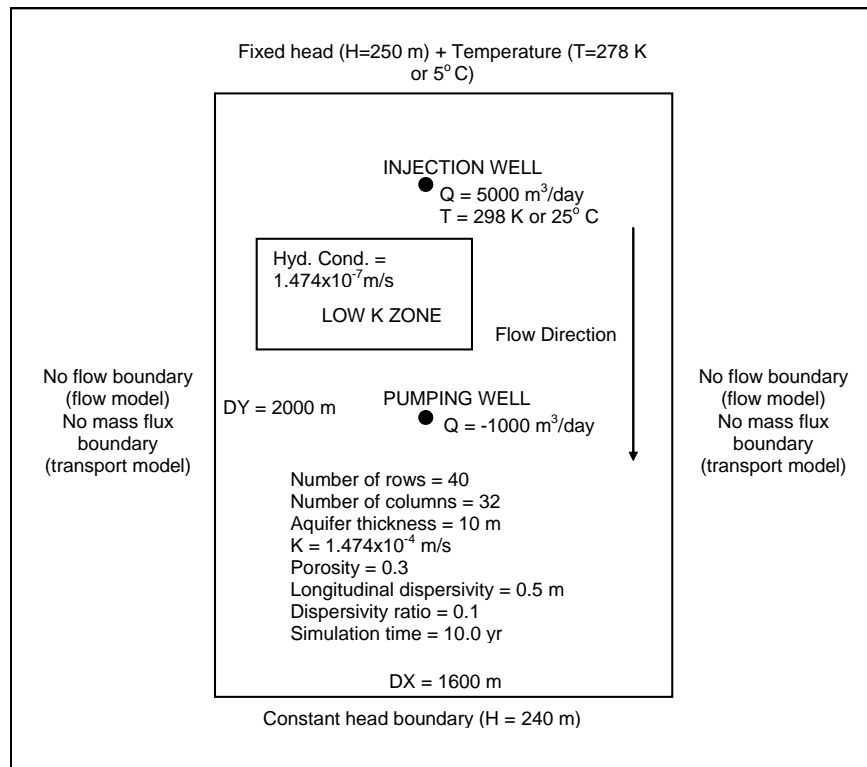 Fixed head (H=250 m) + Temperature (T=278 K
or 5° C)
INJECTION WELL
Q = 5000 m³/day
T = 298 K or 25° C
Hyd. Cond. =
1.474x10⁻⁷m/s
LOW K ZONE
Flow Direction
No flow boundary
(flow model)
No mass flux
boundary
(transport model)
DY = 2000 m
PUMPING WELL
Q = -1000 m³/day
No flow boundary
(flow model)
No mass flux
boundary
(transport model)
Number of rows = 40
Number of columns = 32
Aquifer thickness = 10 m
K = 1.474x10⁻⁴ m/s
Porosity = 0.3
Longitudinal dispersivity = 0.5 m
Dispersivity ratio = 0.1
Simulation time = 10.0 yr
DX = 1600 m
Constant head boundary (H = 240 m)